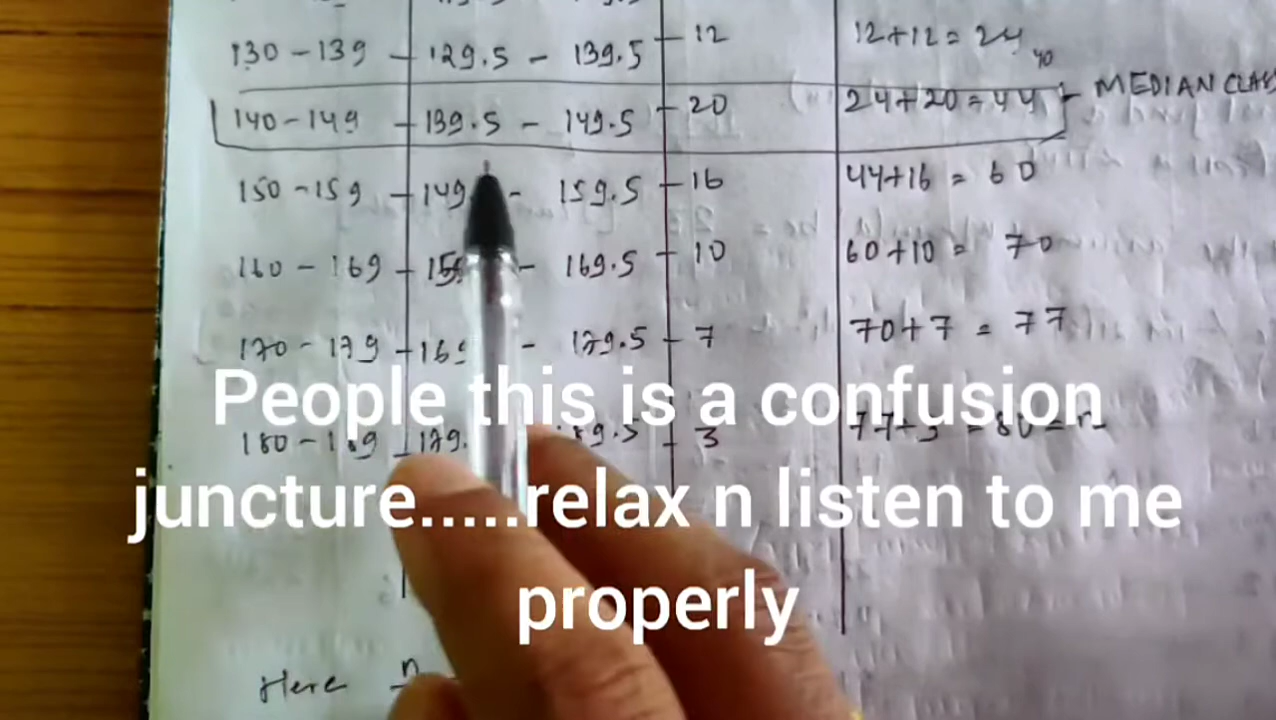 130 - 139 129.5 - 139.5 12 12+12 = 24
40
140 - 149 139.5 - 149.5 20 24+20 = 44 MEDIAN CLAS
150 - 159 149 - 159.5 16 44+16 = 60
160 - 169 - 169.5 10 60+10 = 70
170 - 179 - 179.5 7 70+7 = 77
People this is a confusion
3
juncture.....relax n listen to me
properly
Here n